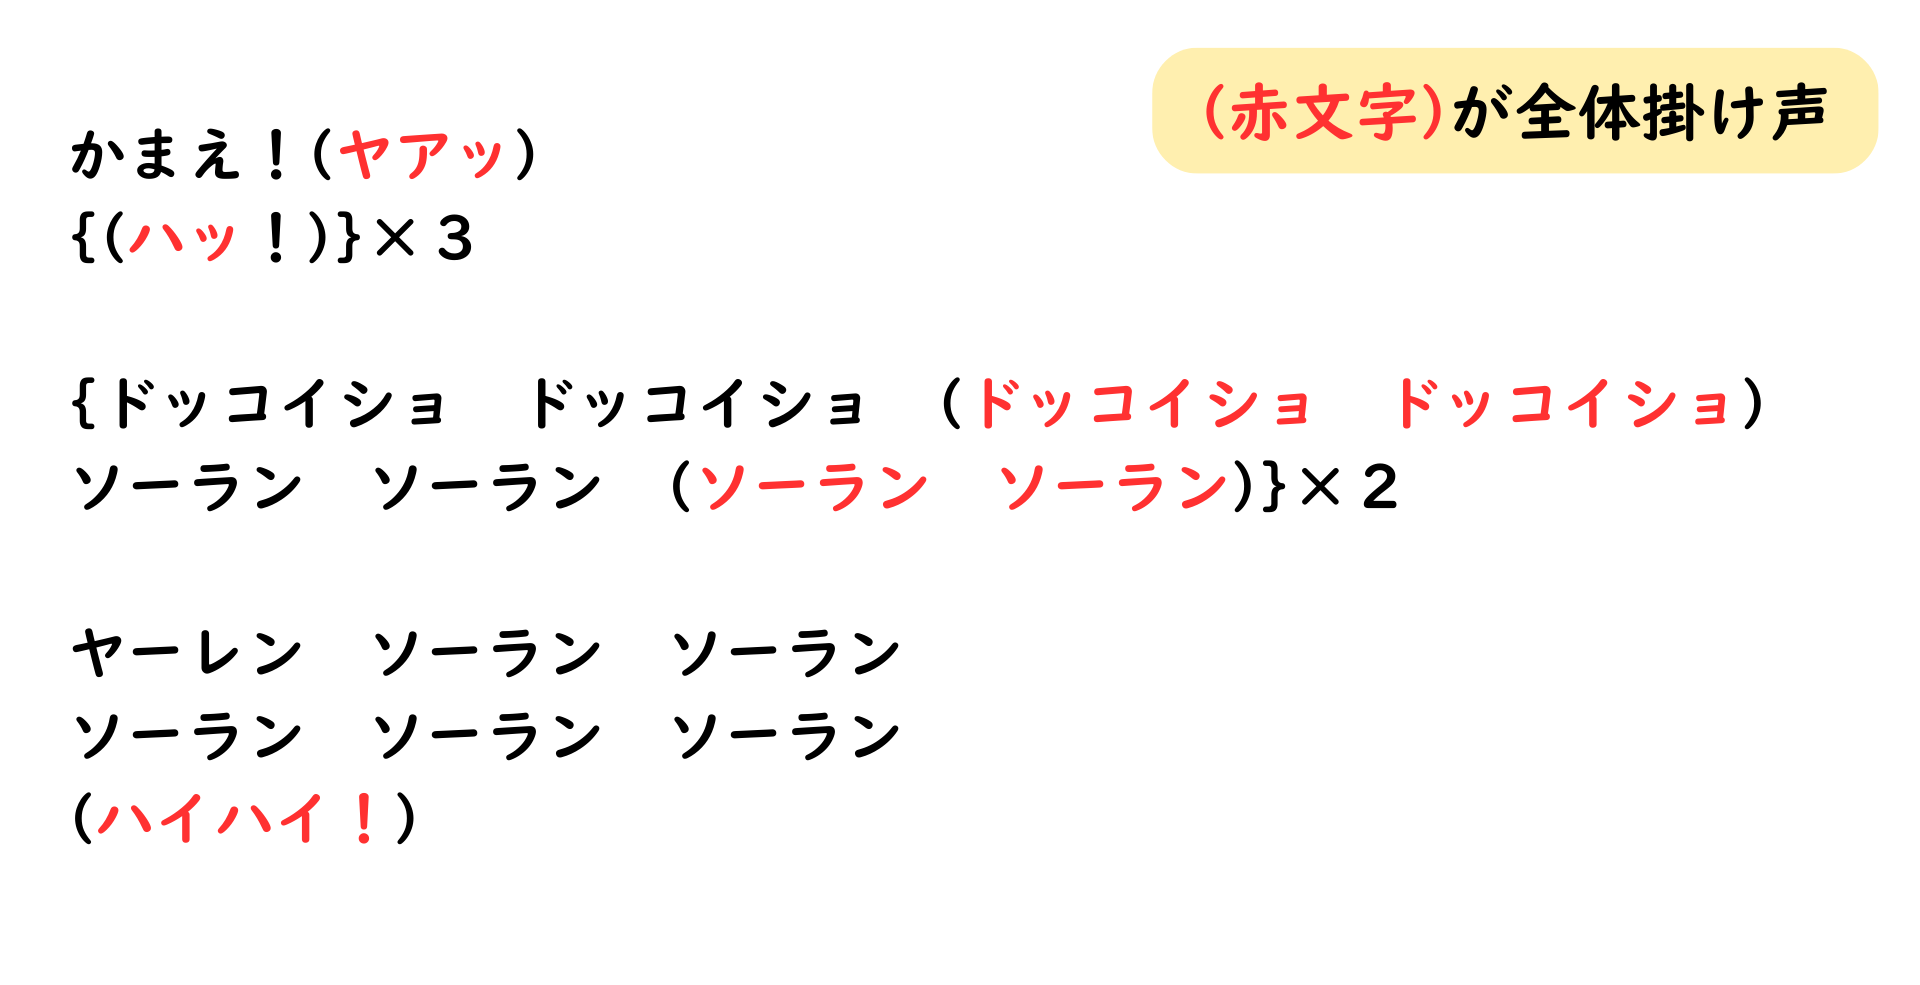 (赤文字)が全体掛け声
かまえ！(ヤアッ)
{(ハッ！)}×３
{ドッコイショ　ドッコイショ　(ドッコイショ　ドッコイショ)
ソーラン　ソーラン　(ソーラン　ソーラン)}×２
ヤーレン　ソーラン　ソーラン
ソーラン　ソーラン　ソーラン
(ハイハイ！)